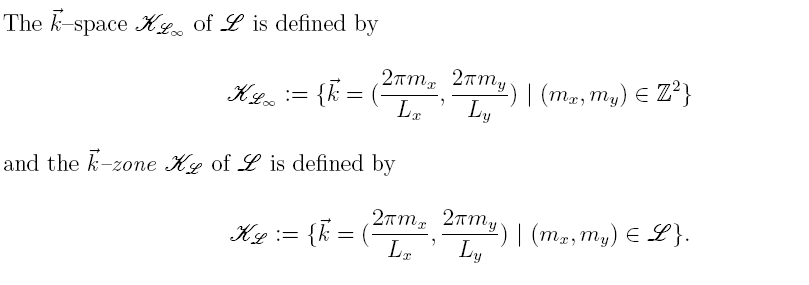 The $\vec{k}$–space $\mathscr{K}_{\mathscr{L}_\infty}$ of $\mathscr{L}$ is defined by
$\mathscr{K}_{\mathscr{L}_\infty} := \{\vec{k} = (\frac{2\pi m_x}{L_x}, \frac{2\pi m_y}{L_y}) \mid (m_x, m_y) \in \mathbb{Z}^2\}$
and the $\vec{k}$–zone $\mathscr{K}_{\mathscr{L}}$ of $\mathscr{L}$ is defined by
$\mathscr{K}_{\mathscr{L}} := \{\vec{k} = (\frac{2\pi m_x}{L_x}, \frac{2\pi m_y}{L_y}) \mid (m_x, m_y) \in \mathscr{L}\}.$